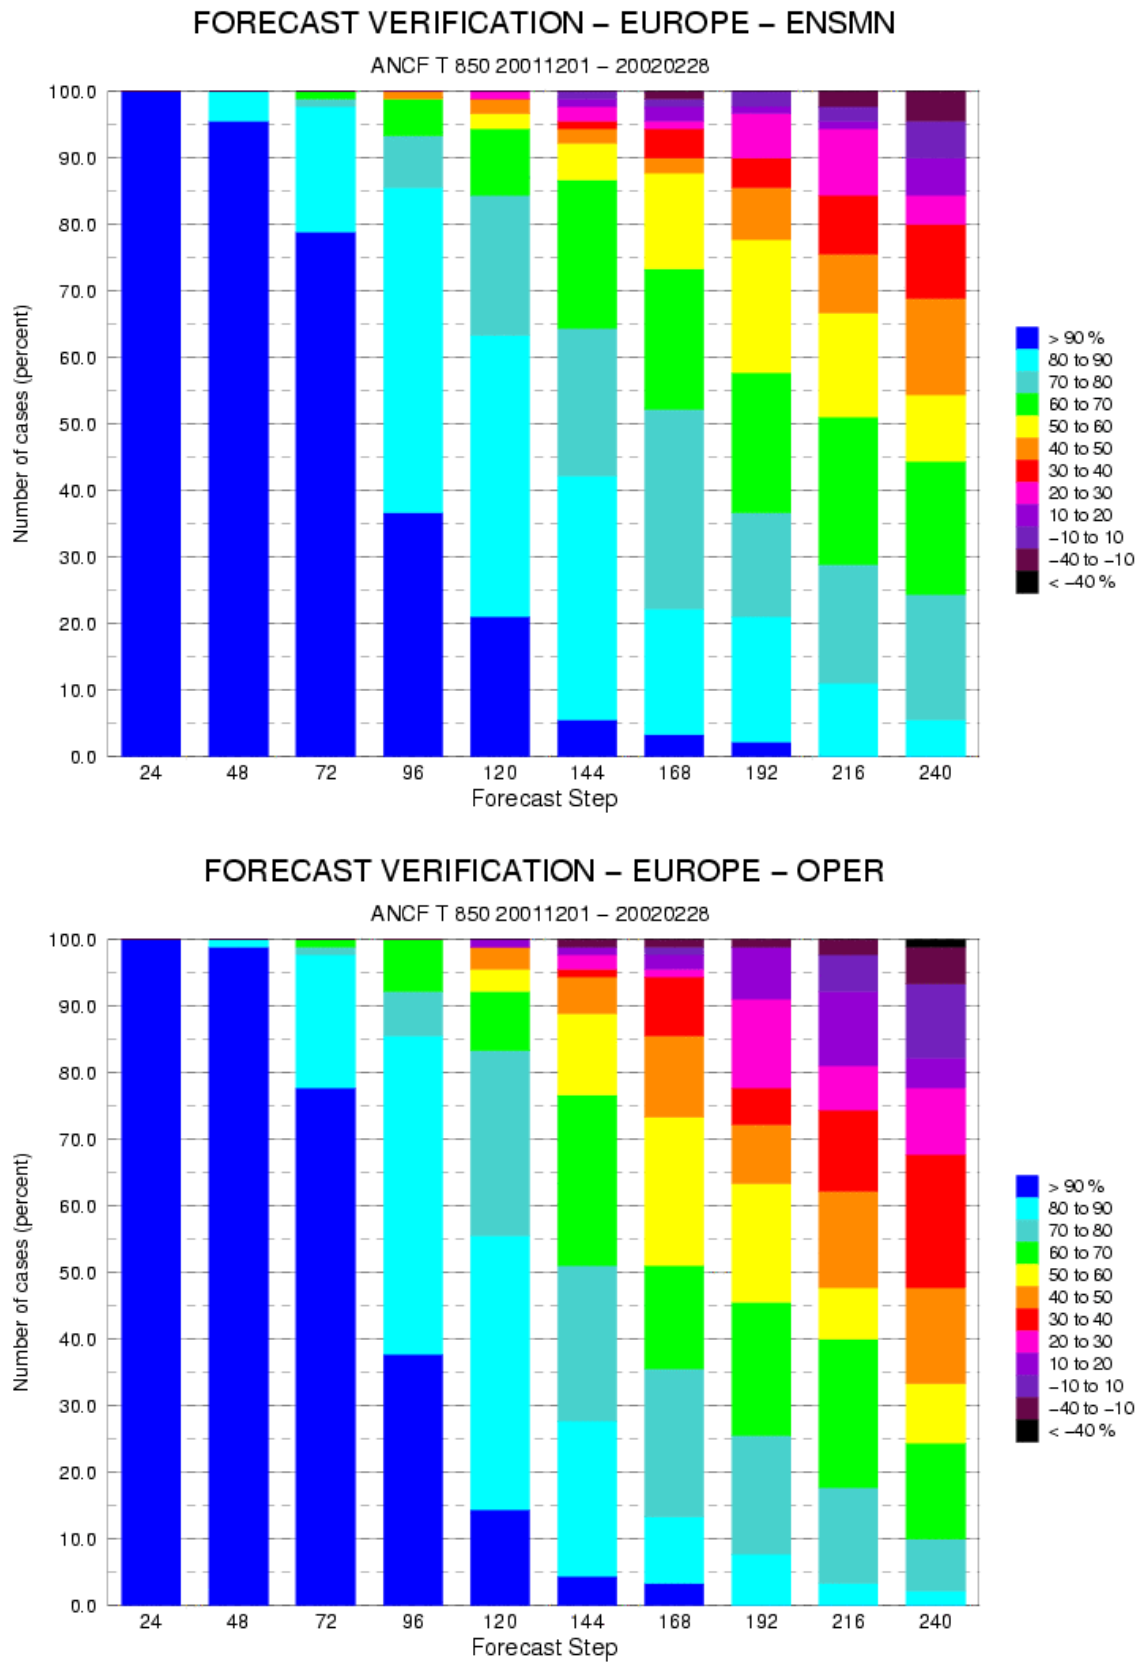 FORECAST VERIFICATION – EUROPE – ENSMN
ANCF T 850 20011201 – 20020228
100.0
90.0
80.0
70.0
60.0
50.0
40.0
30.0
20.0
10.0
0.0
Number of cases (percent)
24 48 72 96 120 144 168 192 216 240
Forecast Step
> 90 %
80 to 90
70 to 80
60 to 70
50 to 60
40 to 50
30 to 40
20 to 30
10 to 20
–10 to 10
–40 to –10
< –40 %
FORECAST VERIFICATION – EUROPE – OPER
ANCF T 850 20011201 – 20020228
100.0
90.0
80.0
70.0
60.0
50.0
40.0
30.0
20.0
10.0
0.0
Number of cases (percent)
24 48 72 96 120 144 168 192 216 240
Forecast Step
> 90 %
80 to 90
70 to 80
60 to 70
50 to 60
40 to 50
30 to 40
20 to 30
10 to 20
–10 to 10
–40 to –10
< –40 %